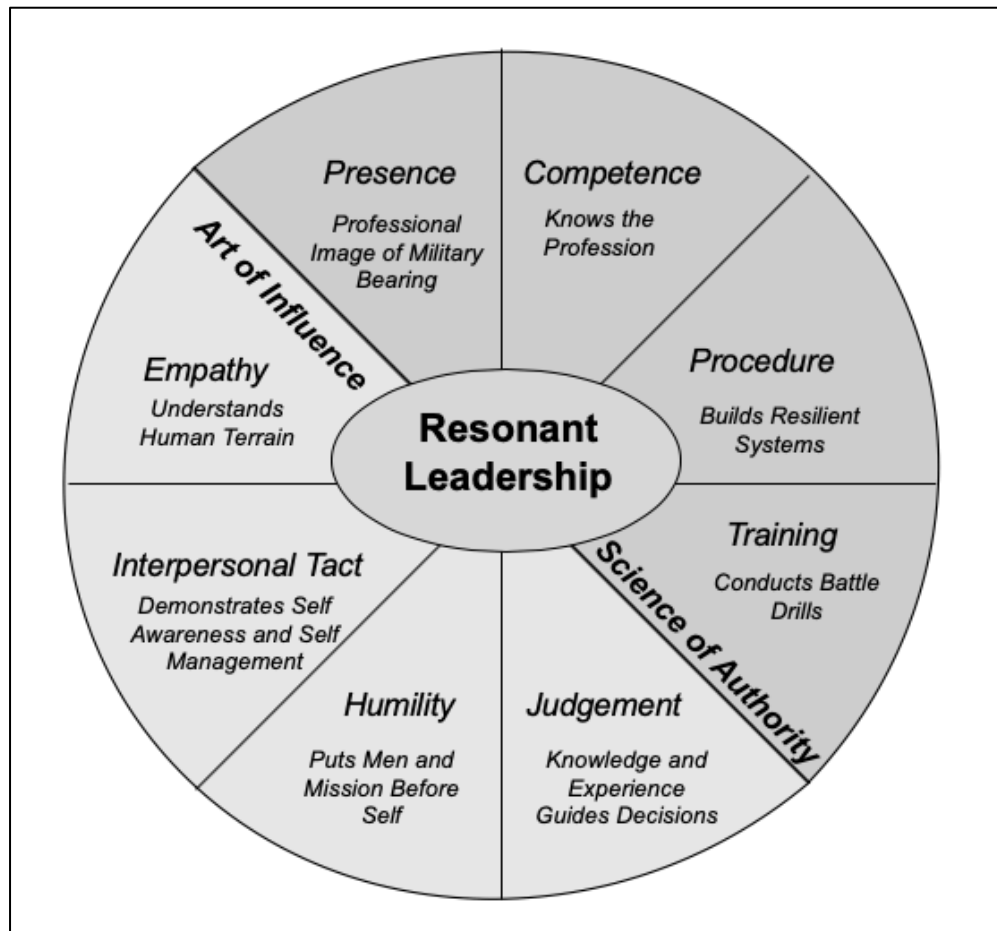 Presence
Professional
Image of Military
Bearing
Competence
Knows the
Profession
Art of Influence
Empathy
Understands
Human Terrain
Procedure
Builds Resilient
Systems
Resonant
Leadership
Interpersonal Tact
Demonstrates Self
Awareness and Self
Management
Training
Conducts Battle
Drills
Science of Authority
Humility
Puts Men and
Mission Before
Self
Judgement
Knowledge and
Experience
Guides Decisions